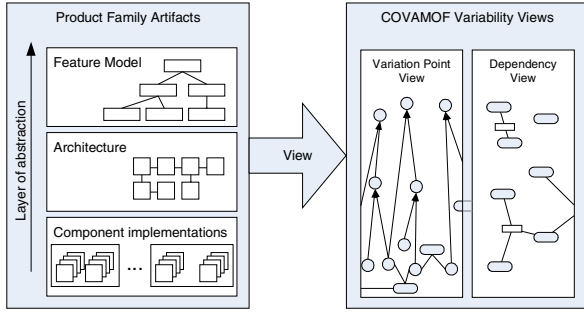 Product Family Artifacts
Layer of abstraction
Feature Model
Architecture
Component implementations
...
View
COVAMOF Variability Views
Variation Point
View
Dependency
View